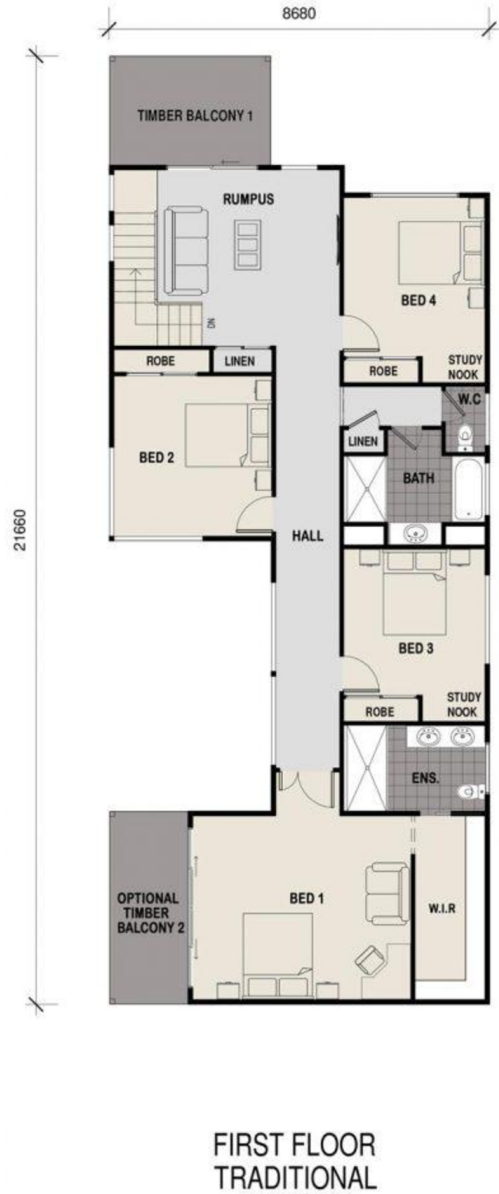 8680
21660
TIMBER BALCONY 1
RUMPUS
BED 4
DN
ROBE
LINEN
ROBE
STUDY
NOOK
W.C
LINEN
BED 2
BATH
HALL
BED 3
ROBE
STUDY
NOOK
ENS.
OPTIONAL
TIMBER
BALCONY 2
BED 1
W.I.R
FIRST FLOOR
TRADITIONAL